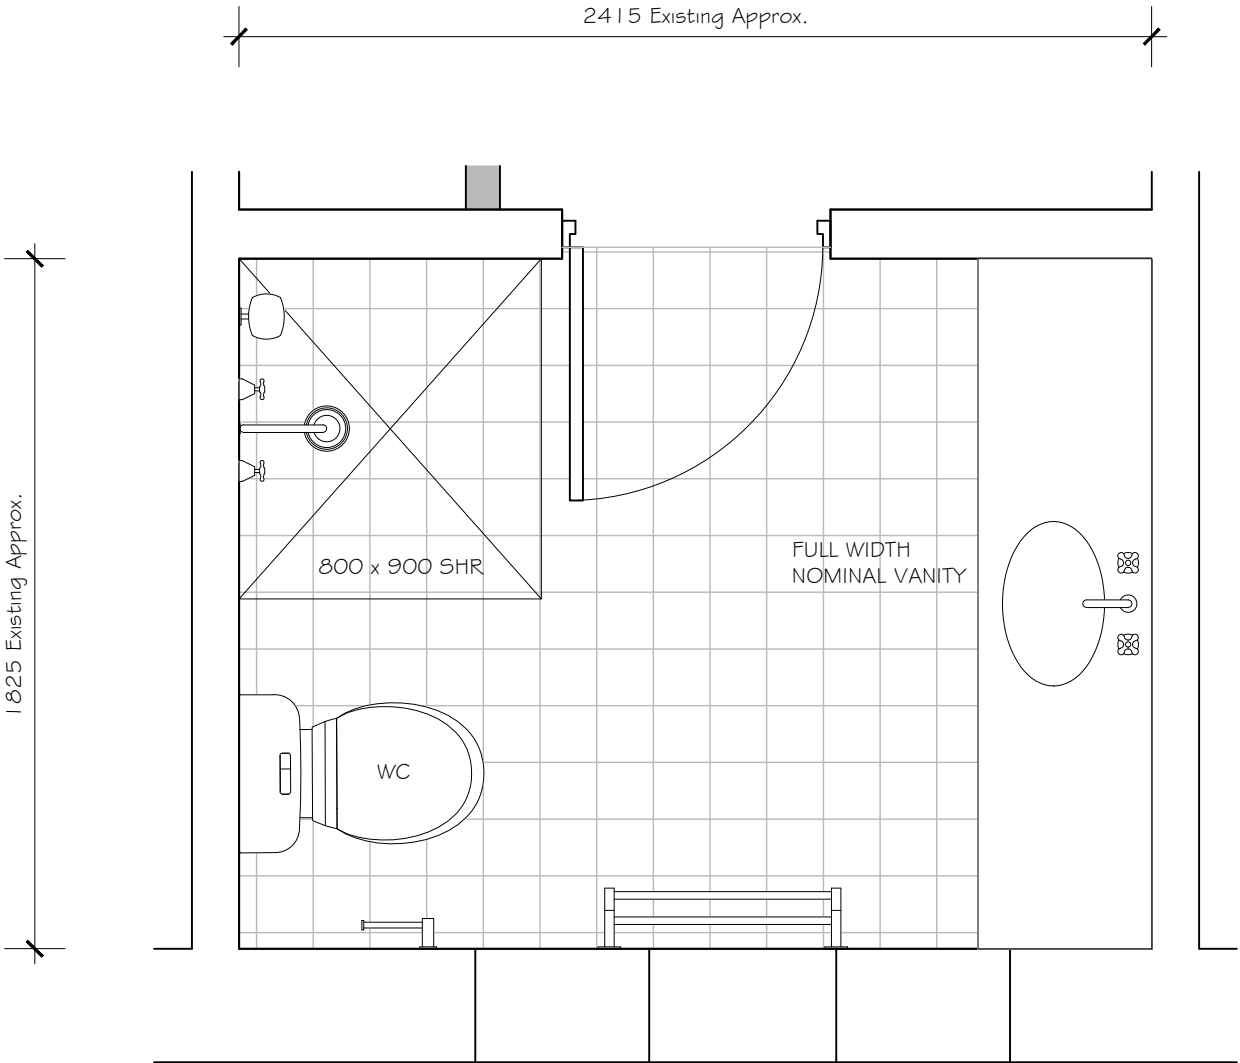 2415 Existing Approx.
1825 Existing Approx.
800 x 900 SHR
FULL WIDTH
NOMINAL VANITY
WC